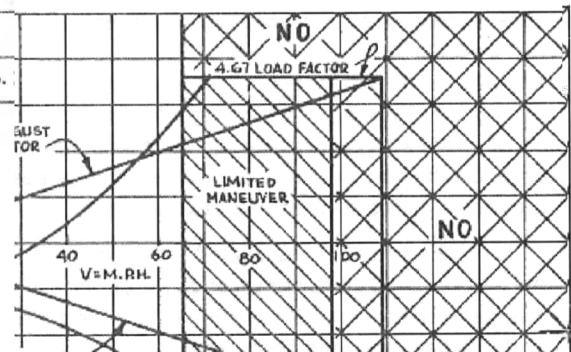 NO
4.67 LOAD FACTOR
GUST
TOR
LIMITED
MANEUVER
NO
40
60
80
100
V=M.P.H.